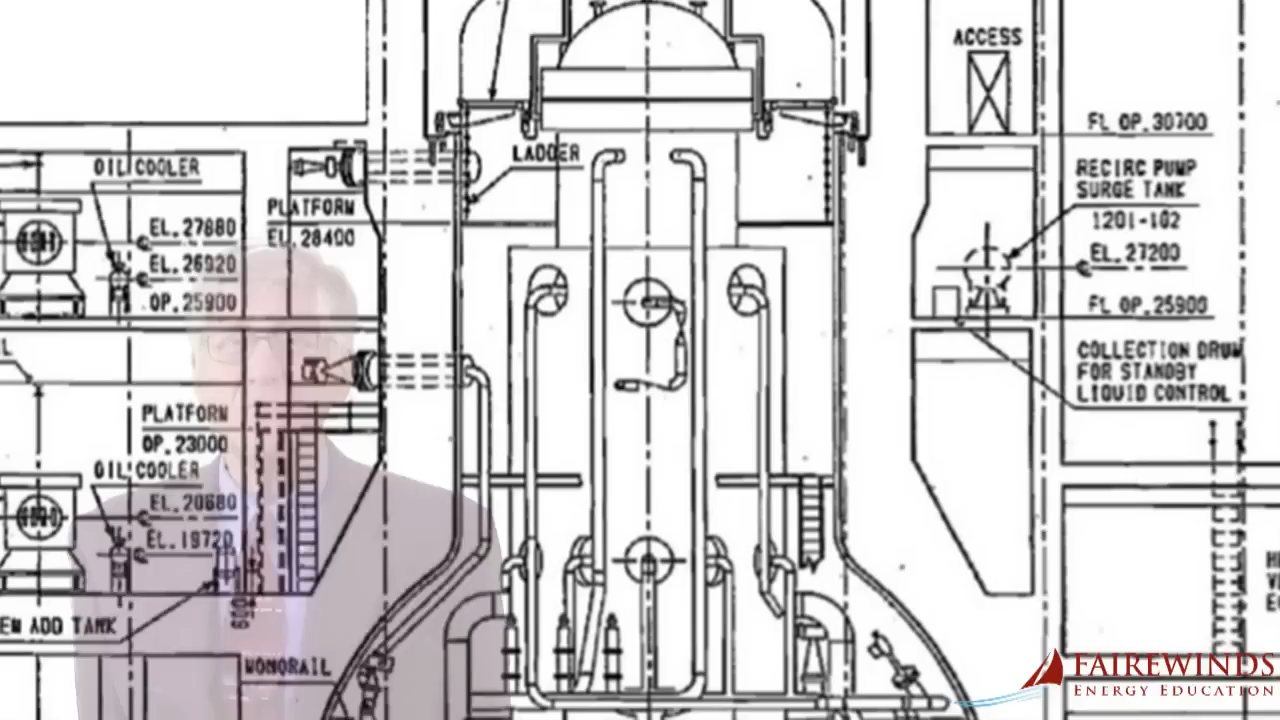 ACCESS
FL OP.30700
OIL COOLER
LADDER
RECIRC PUMP
SURGE TANK
1201-102
PLATFORM
EL.28400
EL.27880
EL.26920
OP.25900
EL.27200
FL OP.25900
COLLECTION DRUM
FOR STANDBY
LIQUID CONTROL
PLATFORM
OP.23000
OIL COOLER
EL.20680
EL.19720
ADD TANK
MONORAIL
FAIREWINDS
ENERGY EDUCATION